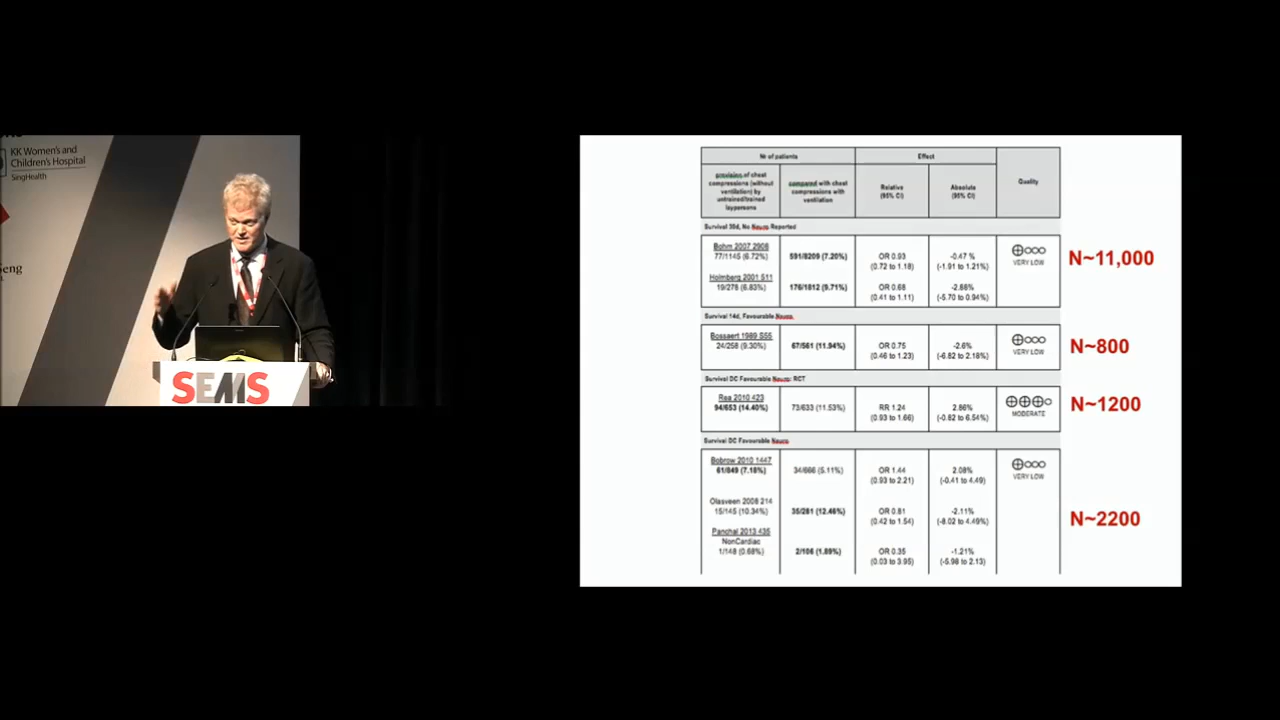 KK Women's and
Children's Hospital
SingHealth
SEMS
Nr of patients
Effect
Quality
provision of chest
compressions (without
ventilation) by
untrained/trained
laypersons
compared with chest
compressions with
ventilation
Relative
(95% CI)
Absolute
(95% CI)
Survival 30d, No Neuro Reported
Bohm 2007 2908
77/1145 (6.72%)
591/8209 (7.20%)
OR 0.93
(0.72 to 1.18)
-0.47 %
(-1.91 to 1.21%)
VERY LOW
N~11,000
Holmberg 2001 511
19/278 (6.83%)
176/1812 (9.71%)
OR 0.68
(0.41 to 1.11)
-2.88%
(-5.70 to 0.94%)
Survival 14d, Favourable Neuro
Bossaert 1989 S55
24/258 (9.30%)
67/561 (11.94%)
OR 0.75
(0.46 to 1.23)
-2.6%
(-6.82 to 2.18%)
VERY LOW
N~800
Survival DC Favourable Neuro: RCT
Rea 2010 423
94/653 (14.40%)
73/633 (11.53%)
RR 1.24
(0.93 to 1.66)
2.86%
(-0.82 to 6.54%)
MODERATE
N~1200
Survival DC Favourable Neuro
Bobrow 2010 1447
61/849 (7.18%)
34/666 (5.11%)
OR 1.44
(0.93 to 2.21)
2.08%
(-0.41 to 4.49)
VERY LOW
Olasveen 2008 214
15/145 (10.34%)
35/281 (12.46%)
OR 0.81
(0.42 to 1.54)
-2.11%
(-8.02 to 4.49%)
N~2200
Panchal 2013 435
NonCardiac
1/148 (0.68%)
2/106 (1.89%)
OR 0.35
(0.03 to 3.95)
-1.21%
(-5.98 to 2.13)